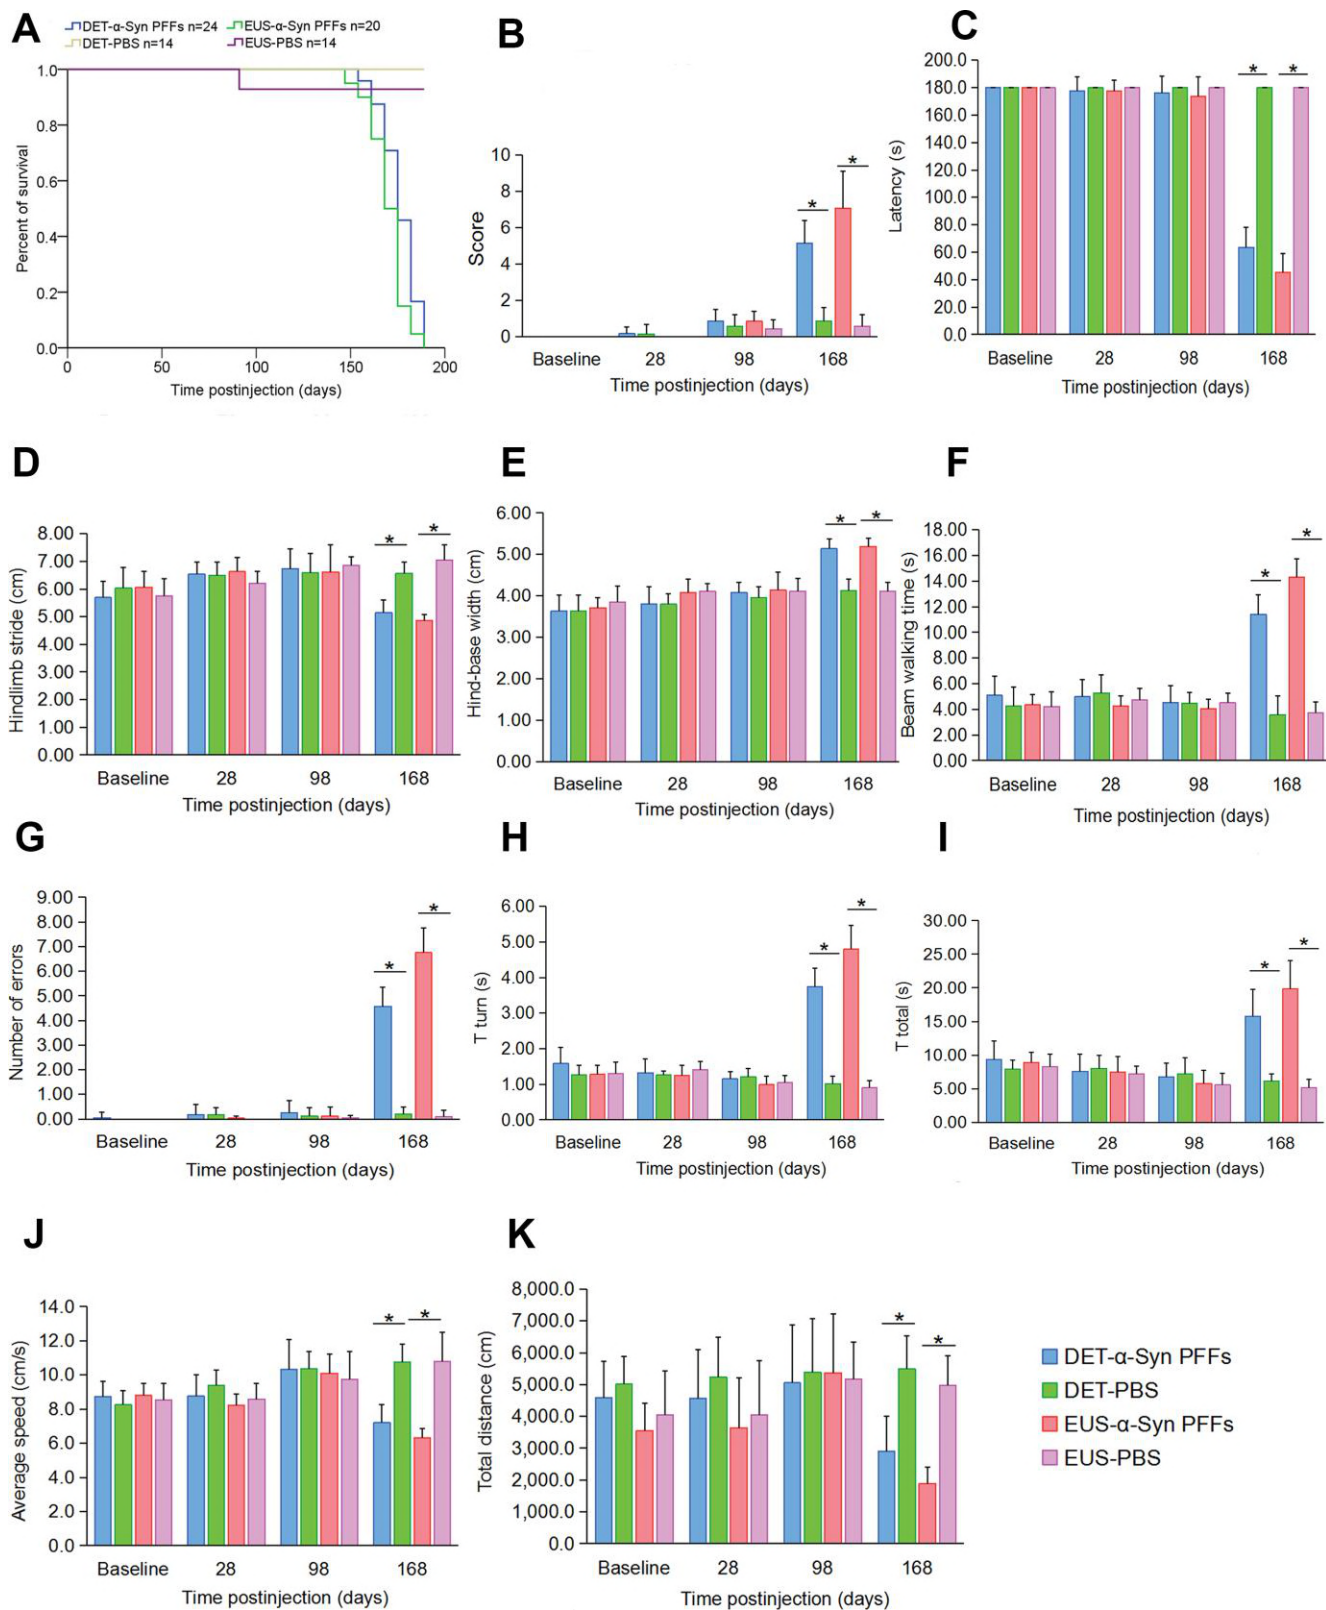 A
DET-α-Syn PFFs n=24 EUS-α-Syn PFFs n=20
DET-PBS n=14 EUS-PBS n=14
Percent of survival
1.0
0.8
0.6
0.4
0.2
0.0
0 50 100 150 200
Time postinjection (days)
B
Score
10
8
6
4
2
0
* *
Baseline 28 98 168
Time postinjection (days)
C
Latency (s)
200.0
180.0
160.0
140.0
120.0
100.0
80.0
60.0
40.0
20.0
0.0
* *
Baseline 28 98 168
Time postinjection (days)
D
Hindlimb stride (cm)
8.00
7.00
6.00
5.00
4.00
3.00
2.00
1.00
0.00
* *
Baseline 28 98 168
Time postinjection (days)
E
Hind-base width (cm)
6.00
5.00
4.00
3.00
2.00
1.00
0.00
* *
Baseline 28 98 168
Time postinjection (days)
F
Beam walking time (s)
18.00
16.00
14.00
12.00
10.00
8.00
6.00
4.00
2.00
0.00
* *
Baseline 28 98 168
Time postinjection (days)
G
Number of errors
9.00
8.00
7.00
6.00
5.00
4.00
3.00
2.00
1.00
0.00
* *
Baseline 28 98 168
Time postinjection (days)
H
T turn (s)
6.00
5.00
4.00
3.00
2.00
1.00
0.00
* *
Baseline 28 98 168
Time postinjection (days)
I
T total (s)
30.00
25.00
20.00
15.00
10.00
5.00
0.00
* *
Baseline 28 98 168
Time postinjection (days)
J
Average speed (cm/s)
14.0
12.0
10.0
8.0
6.0
4.0
2.0
0.0
* *
Baseline 28 98 168
Time postinjection (days)
K
Total distance (cm)
8,000.0
7,000.0
6,000.0
5,000.0
4,000.0
3,000.0
2,000.0
1,000.0
0.0
* *
Baseline 28 98 168
Time postinjection (days)
DET-α-Syn PFFs
DET-PBS
EUS-α-Syn PFFs
EUS-PBS